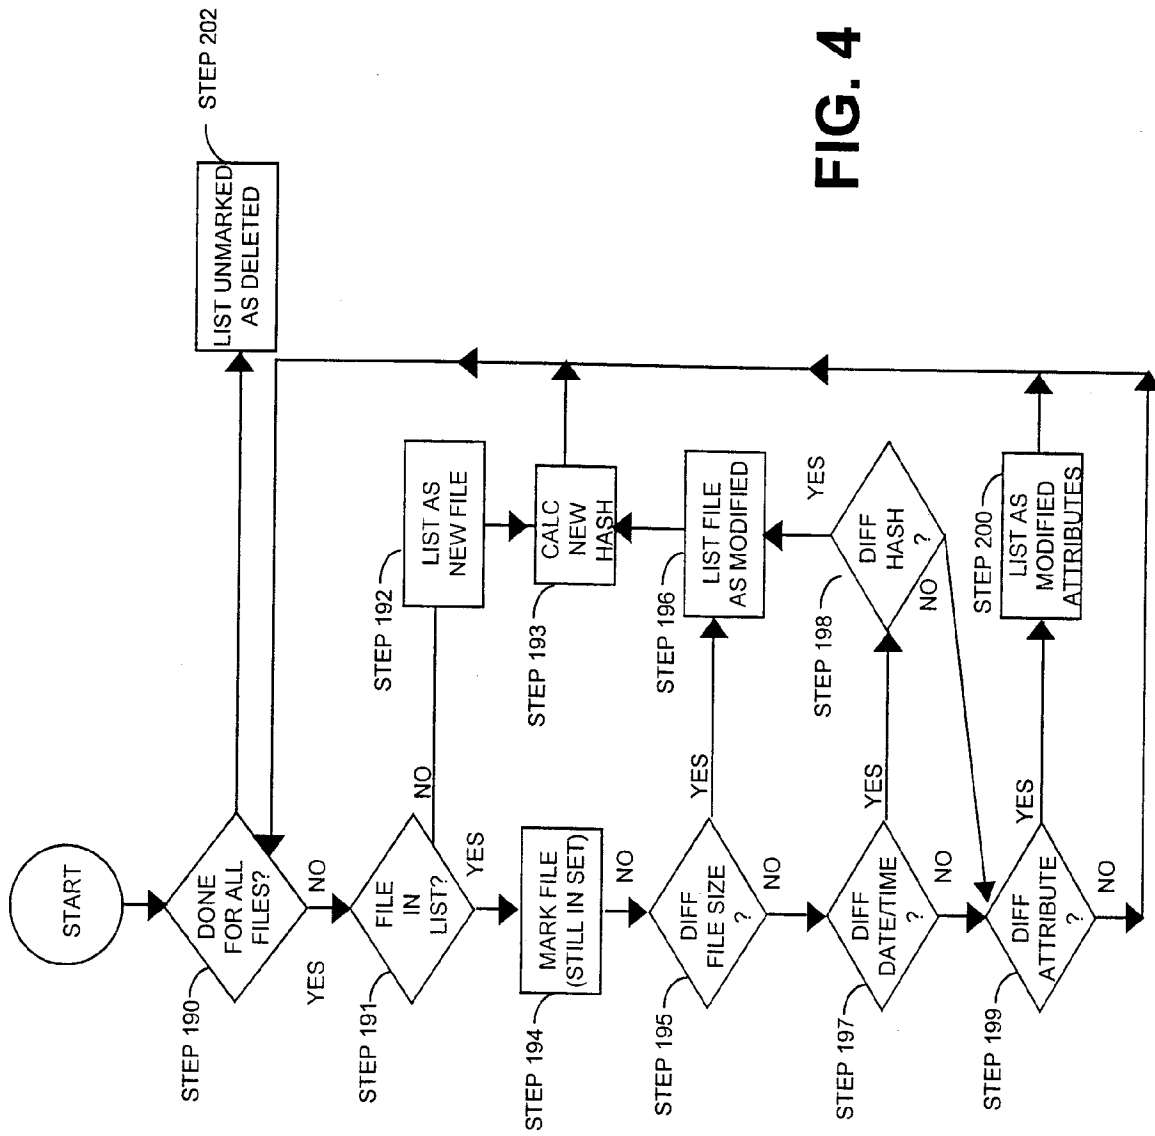 START
DONE
FOR ALL
FILES?
STEP 190
YES
NO
LIST UNMARKED
AS DELETED
STEP 202
FILE
IN
LIST?
STEP 191
NO
YES
LIST AS
NEW FILE
STEP 192
CALC
NEW
HASH
STEP 193
MARK FILE
(STILL IN SET)
STEP 194
NO
DIFF
FILE SIZE
?
STEP 195
YES
NO
LIST FILE
AS MODIFIED
STEP 196
DIFF
DATE/TIME
?
STEP 197
YES
NO
DIFF
HASH
?
STEP 198
YES
NO
DIFF
ATTRIBUTE
?
STEP 199
YES
NO
LIST AS
MODIFIED
ATTRIBUTES
STEP 200
FIG. 4